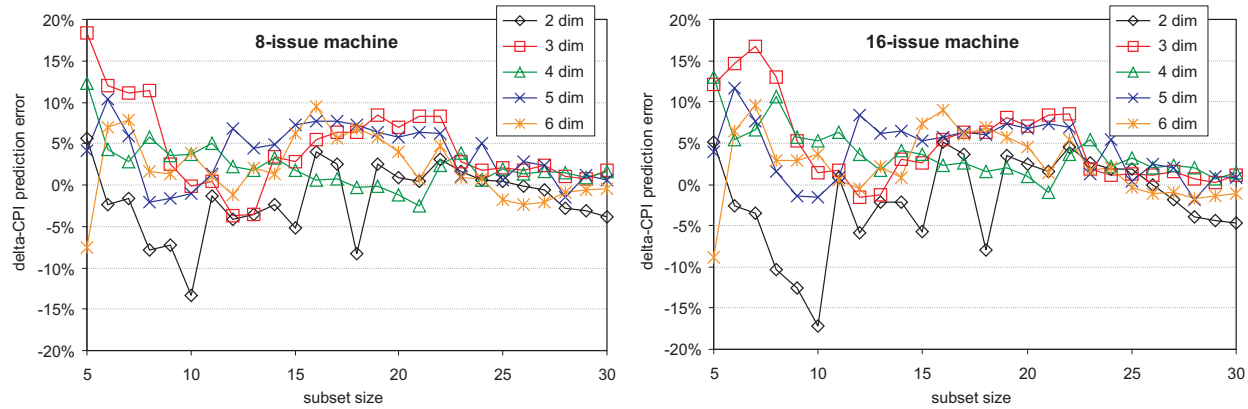 8-issue machine
2 dim
3 dim
4 dim
5 dim
6 dim
20%
15%
10%
5%
0%
-5%
-10%
-15%
-20%
delta-CPI prediction error
5
10
15
20
25
30
subset size
16-issue machine
2 dim
3 dim
4 dim
5 dim
6 dim
20%
15%
10%
5%
0%
-5%
-10%
-15%
-20%
delta-CPI prediction error
5
10
15
20
25
30
subset size